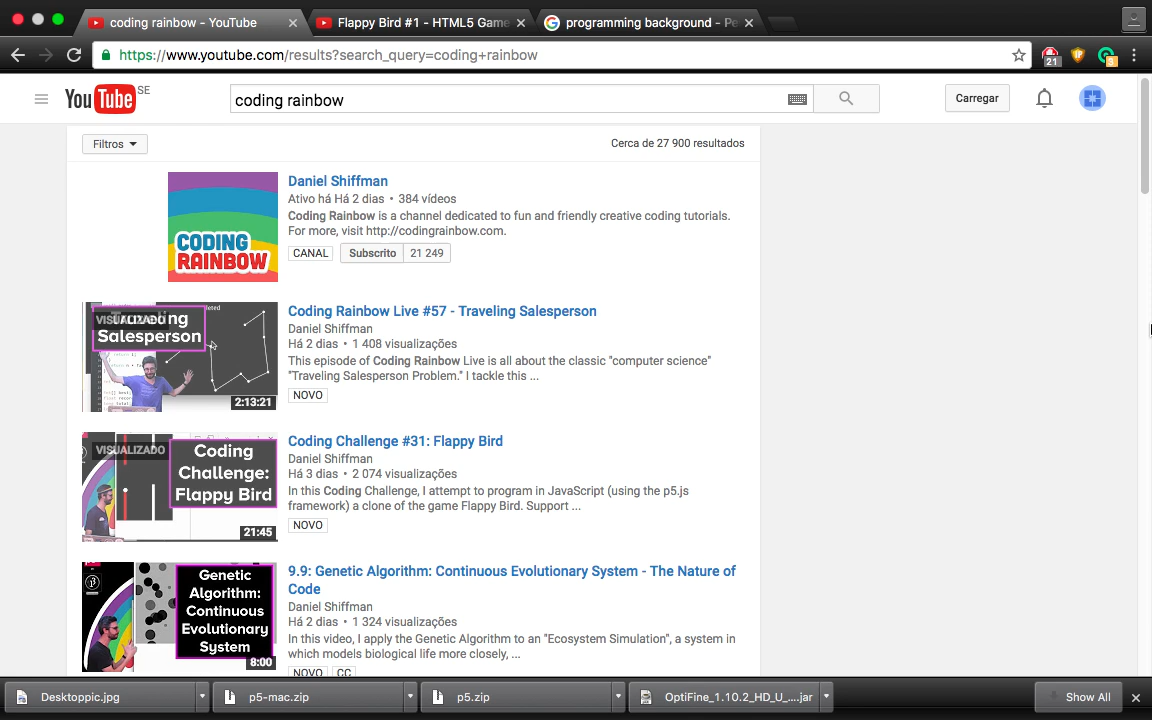 coding rainbow - YouTube
Flappy Bird #1 - HTML5 Game
programming background - Pe
https://www.youtube.com/results?search_query=coding+rainbow
21
3
YouTube SE
coding rainbow
Carregar
Filtros
Cerca de 27 900 resultados
CODING
RAINBOW
Daniel Shiffman
Ativo há Há 2 dias • 384 vídeos
Coding Rainbow is a channel dedicated to fun and friendly creative coding tutorials.
For more, visit http://codingrainbow.com.
CANAL
Subscrito 21 249
VISUALIZADO
Salesperson
2:13:21
Coding Rainbow Live #57 - Traveling Salesperson
Daniel Shiffman
Há 2 dias • 1 408 visualizações
This episode of Coding Rainbow Live is all about the classic "computer science"
"Traveling Salesperson Problem." I tackle this ...
NOVO
VISUALIZADO
Coding
Challenge:
Flappy Bird
21:45
Coding Challenge #31: Flappy Bird
Daniel Shiffman
Há 3 dias • 2 074 visualizações
In this Coding Challenge, I attempt to program in JavaScript (using the p5.js
framework) a clone of the game Flappy Bird. Support ...
NOVO
Genetic
Algorithm:
Continuous
Evolutionary
System
8:00
9.9: Genetic Algorithm: Continuous Evolutionary System - The Nature of
Code
Daniel Shiffman
Há 2 dias • 1 324 visualizações
In this video, I apply the Genetic Algorithm to an "Ecosystem Simulation", a system in
which models biological life more closely, ...
NOVO CC
Desktoppic.jpg
p5-mac.zip
p5.zip
OptiFine_1.10.2_HD_U_....jar
Show All